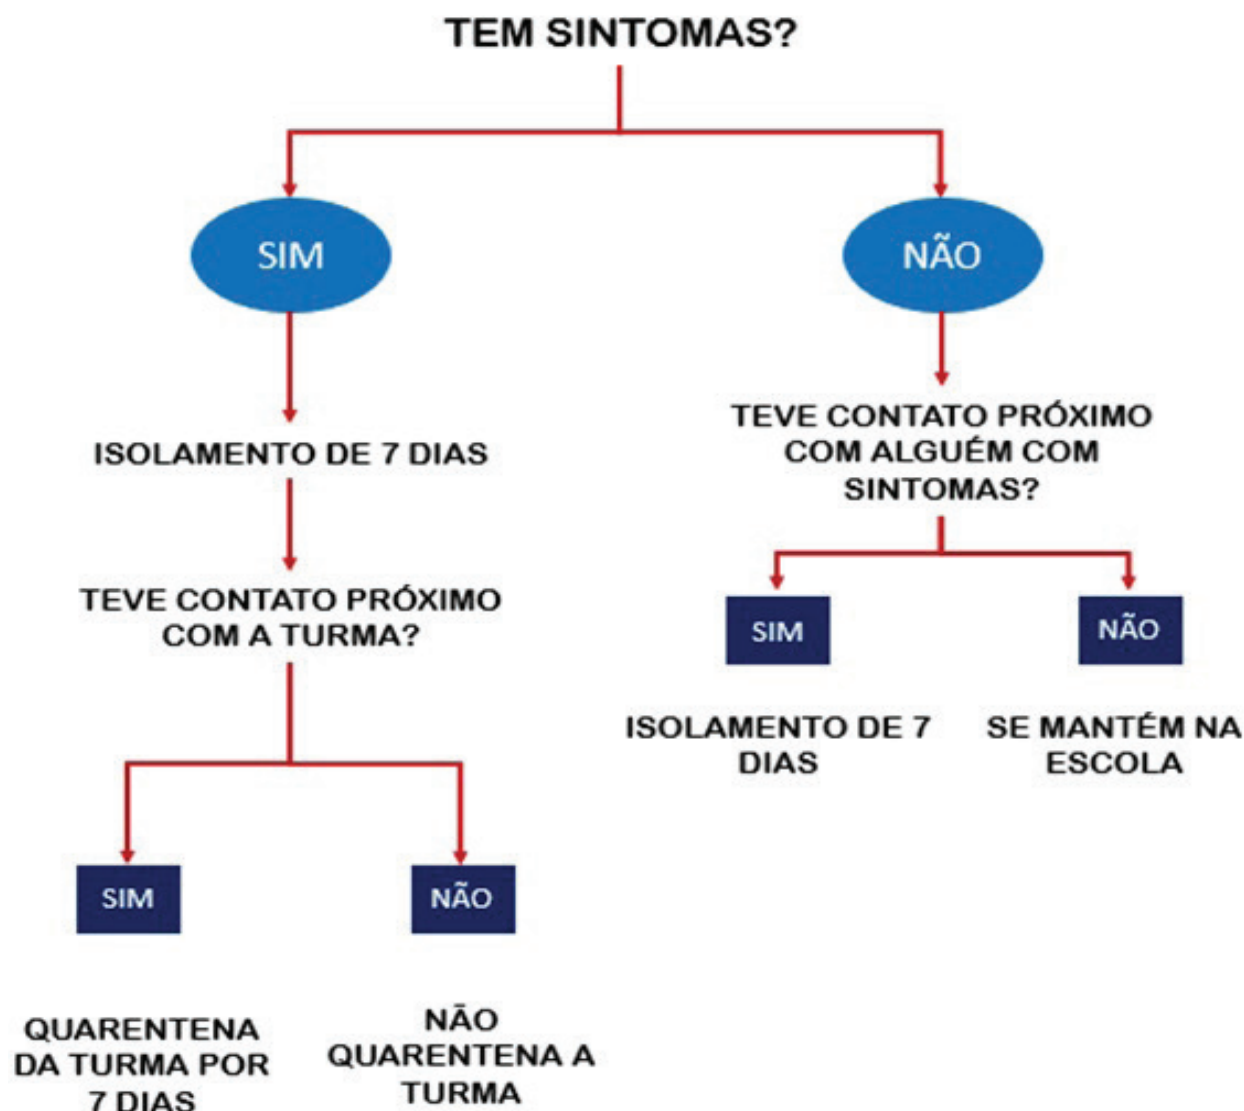 TEM SINTOMAS?
SIM
NÃO
ISOLAMENTO DE 7 DIAS
TEVE CONTATO PRÓXIMO
COM A TURMA?
SIM
NÃO
QUARENTENA
DA TURMA POR
7 DIAS
NÃO
QUARENTENA A
TURMA
TEVE CONTATO PRÓXIMO
COM ALGUÉM COM
SINTOMAS?
SIM
NÃO
ISOLAMENTO DE 7
DIAS
SE MANTÉM NA
ESCOLA